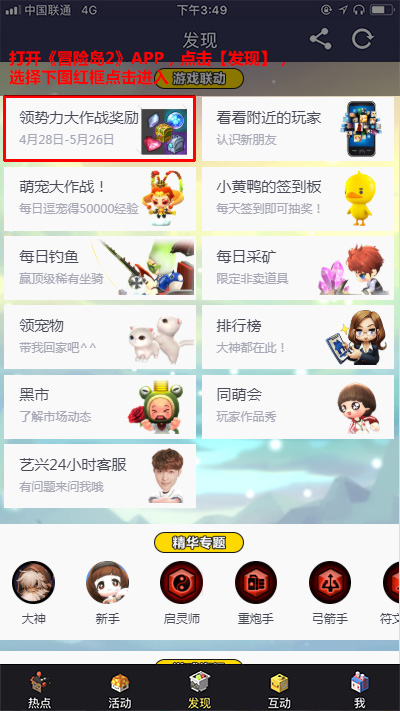 中国联通 4G 下午3:49
发现
打开《冒险岛2》APP，点击【发现】，
选择下图红框点击进入
游戏联动
领势力大作战奖励
4月28日-5月26日
看看附近的玩家
认识新朋友
萌宠大作战！
每日逗宠得50000经验
小黄鸭的签到板
每天签到即可抽奖！
每日钓鱼
赢顶级稀有坐骑
每日采矿
限定非卖道具
领宠物
带我回家吧^^
排行榜
大神都在此！
黑市
了解市场动态
同萌会
玩家作品秀
艺兴24小时客服
有问题来问我哦
精华专题
大神 新手 启灵师 重炮手 弓箭手 符文
热点 活动 发现 互动 我